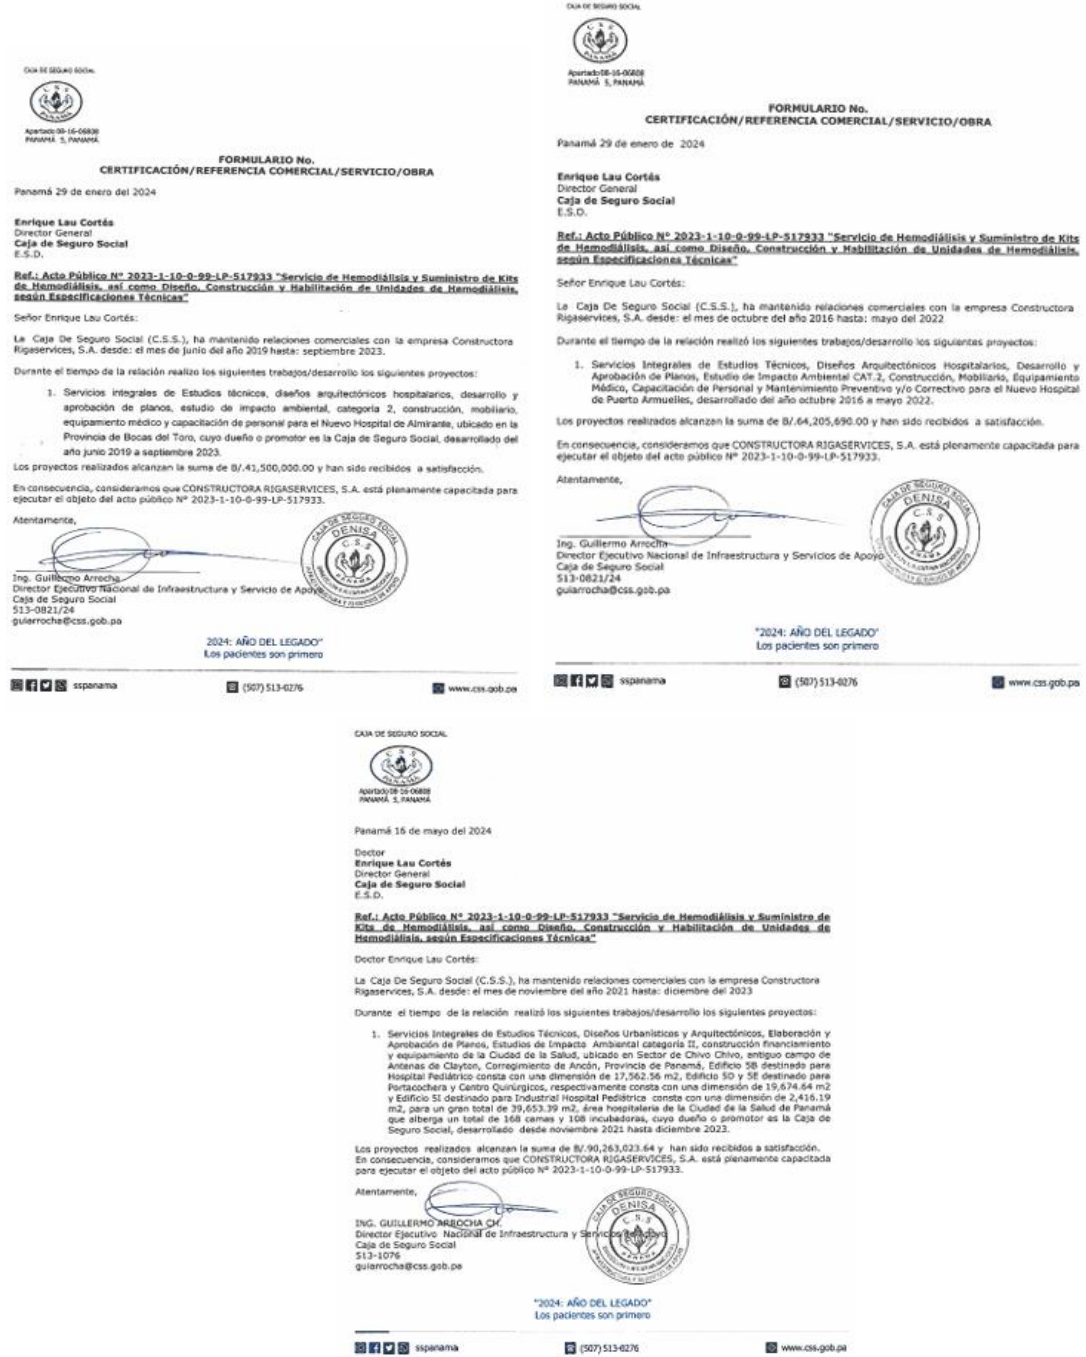 CAJA DE SEGURO SOCIAL
C S S
PANAMÁ
Apartado 08-16-06808
PANAMÁ 5, PANAMÁ
FORMULARIO No.
CERTIFICACIÓN/REFERENCIA COMERCIAL/SERVICIO/OBRA
Panamá 29 de enero del 2024
Enrique Lau Cortés
Director General
Caja de Seguro Social
E.S.D.
Ref.: Acto Público Nº 2023-1-10-0-99-LP-517933 "Servicio de Hemodiálisis y Suministro de Kits
de Hemodiálisis, así como Diseño, Construcción y Habilitación de Unidades de Hemodiálisis,
según Especificaciones Técnicas"
Señor Enrique Lau Cortés:
La Caja De Seguro Social (C.S.S.), ha mantenido relaciones comerciales con la empresa Constructora
Rigaservices, S.A. desde: el mes de junio del año 2019 hasta: septiembre 2023.
Durante el tiempo de la relación realizo los siguientes trabajos/desarrollo los siguientes proyectos:
1. Servicios integrales de Estudios técnicos, diseños arquitectónicos hospitalarios, desarrollo y
aprobación de planos, estudio de impacto ambiental, categoría 2, construcción, mobiliario,
equipamiento médico y capacitación de personal para el Nuevo Hospital de Almirante, ubicado en la
Provincia de Bocas del Toro, cuyo dueño o promotor es la Caja de Seguro Social, desarrollado del
año junio 2019 a septiembre 2023.
Los proyectos realizados alcanzan la suma de B/.41,500,000.00 y han sido recibidos a satisfacción.
En consecuencia, consideramos que CONSTRUCTORA RIGASERVICES, S.A. está plenamente capacitada para
ejecutar el objeto del acto público Nº 2023-1-10-0-99-LP-517933.
Atentamente,
CAJA DE SEGURO SOCIAL
DENISA
C.S.S
PANAMÁ
Ing. Guillermo Arrocha
Director Ejecutivo Nacional de Infraestructura y Servicio de Apoyo
Caja de Seguro Social
513-0821/24
guiarrocha@css.gob.pa
"2024: AÑO DEL LEGADO"
Los pacientes son primero
sspanama (507) 513-0276 www.css.gob.pa
CAJA DE SEGURO SOCIAL
C S S
PANAMÁ
Apartado 08-16-06808
PANAMÁ 5, PANAMÁ
FORMULARIO No.
CERTIFICACIÓN/REFERENCIA COMERCIAL/SERVICIO/OBRA
Panamá 29 de enero de 2024
Enrique Lau Cortés
Director General
Caja de Seguro Social
E.S.D.
Ref.: Acto Público Nº 2023-1-10-0-99-LP-517933 "Servicio de Hemodiálisis y Suministro de Kits
de Hemodiálisis, así como Diseño, Construcción y Habilitación de Unidades de Hemodiálisis,
según Especificaciones Técnicas"
Señor Enrique Lau Cortés:
La Caja De Seguro Social (C.S.S.), ha mantenido relaciones comerciales con la empresa Constructora
Rigaservices, S.A. desde: el mes de octubre del año 2016 hasta: mayo del 2022
Durante el tiempo de la relación realizó los siguientes trabajos/desarrollo los siguientes proyectos:
1. Servicios Integrales de Estudios Técnicos, Diseños Arquitectónicos Hospitalarios, Desarrollo y
Aprobación de Planos, Estudio de Impacto Ambiental CAT.2, Construcción, Mobiliario, Equipamiento
Médico, Capacitación de Personal y Mantenimiento Preventivo y/o Correctivo para el Nuevo Hospital
de Puerto Armuelles, desarrollado del año octubre 2016 a mayo 2022.
Los proyectos realizados alcanzan la suma de B/.64,205,690.00 y han sido recibidos a satisfacción.
En consecuencia, consideramos que CONSTRUCTORA RIGASERVICES, S.A. está plenamente capacitada para
ejecutar el objeto del acto público Nº 2023-1-10-0-99-LP-517933.
Atentamente,
CAJA DE SEGURO SOCIAL
DENISA
C.S.S
PANAMÁ
Ing. Guillermo Arrocha
Director Ejecutivo Nacional de Infraestructura y Servicios de Apoyo
Caja de Seguro Social
513-0821/24
guiarrocha@css.gob.pa
"2024: AÑO DEL LEGADO"
Los pacientes son primero
sspanama (507) 513-0276 www.css.gob.pa
CAJA DE SEGURO SOCIAL
C S S
PANAMÁ
Apartado 08-16-06808
PANAMÁ 5, PANAMÁ
Panamá 16 de mayo del 2024
Doctor
Enrique Lau Cortés
Director General
Caja de Seguro Social
E.S.D.
Ref.: Acto Público Nº 2023-1-10-0-99-LP-517933 "Servicio de Hemodiálisis y Suministro de
Kits de Hemodiálisis, así como Diseño, Construcción y Habilitación de Unidades de
Hemodiálisis, según Especificaciones Técnicas"
Doctor Enrique Lau Cortés:
La Caja De Seguro Social (C.S.S.), ha mantenido relaciones comerciales con la empresa Constructora
Rigaservices, S.A. desde: el mes de noviembre del año 2021 hasta: diciembre del 2023
Durante el tiempo de la relación realizó los siguientes trabajos/desarrollo los siguientes proyectos:
1. Servicios Integrales de Estudios Técnicos, Diseños Urbanísticos y Arquitectónicos, Elaboración y
Aprobación de Planos, Estudios de Impacto Ambiental categoría II, construcción financiamiento
y equipamiento de la Ciudad de la Salud, ubicado en Sector de Chivo Chivo, antiguo campo de
Antenas de Clayton, Corregimiento de Ancón, Provincia de Panamá, Edificio 5B destinado para
Hospital Pediátrico consta con una dimensión de 17,562.56 m2, Edificio 5D y 5E destinado para
Portacochera y Centro Quirúrgicos, respectivamente consta con una dimensión de 19,674.64 m2
y Edificio 5I destinado para Industrial Hospital Pediátrica consta con una dimensión de 2,416.19
m2, para un gran total de 39,653.39 m2, área hospitalaria de la Ciudad de la Salud de Panamá
que alberga un total de 168 camas y 108 incubadoras, cuyo dueño o promotor es la Caja de
Seguro Social, desarrollado desde noviembre 2021 hasta diciembre 2023.
Los proyectos realizados alcanzan la suma de B/.90,263,023.64 y han sido recibidos a satisfacción.
En consecuencia, consideramos que CONSTRUCTORA RIGASERVICES, S.A. está plenamente capacitada
para ejecutar el objeto del acto público Nº 2023-1-10-0-99-LP-517933.
Atentamente,
CAJA DE SEGURO SOCIAL
DENISA
C.S.S
PANAMÁ
ING. GUILLERMO ARROCHA CH.
Director Ejecutivo Nacional de Infraestructura y Servicios de Apoyo
Caja de Seguro Social
513-1076
guiarrocha@css.gob.pa
"2024: AÑO DEL LEGADO"
Los pacientes son primero
sspanama (507) 513-6276 www.css.gob.pa